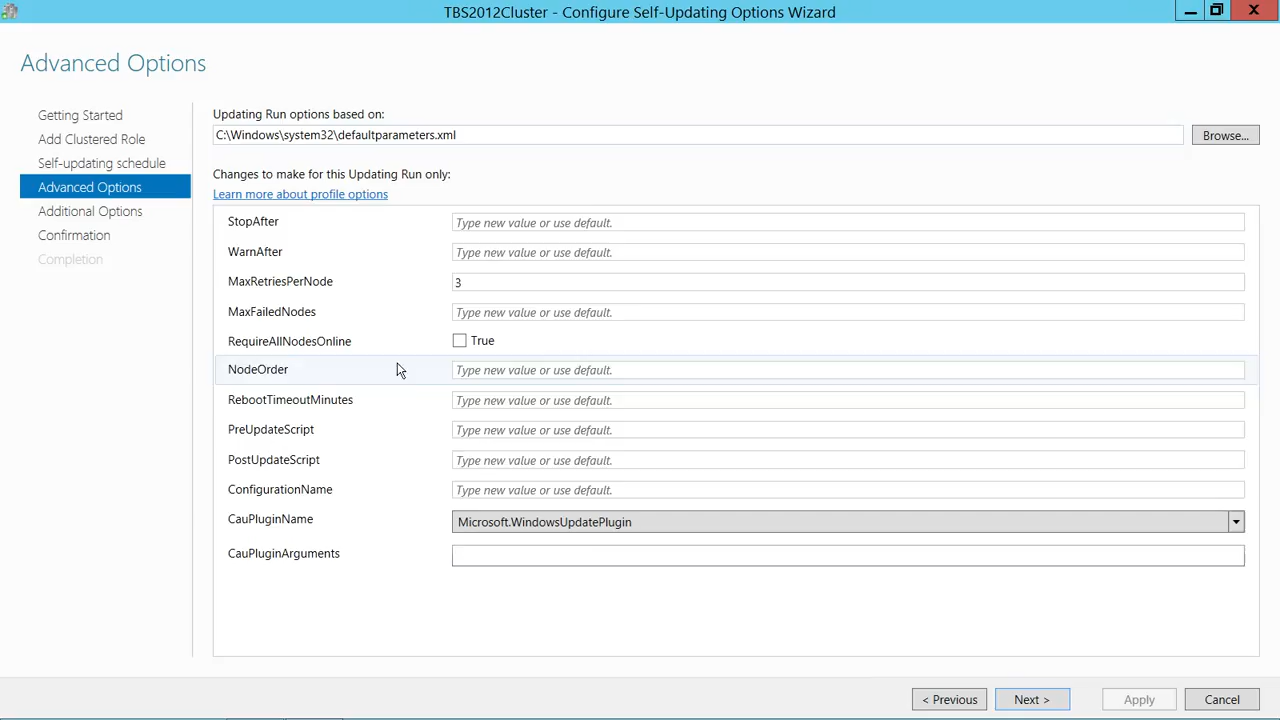 TBS2012Cluster - Configure Self-Updating Options Wizard
Advanced Options
Getting Started
Add Clustered Role
Self-updating schedule
Advanced Options
Additional Options
Confirmation
Completion
Updating Run options based on:
C:\Windows\system32\defaultparameters.xml
Browse...
Changes to make for this Updating Run only:
Learn more about profile options
StopAfter Type new value or use default.
WarnAfter Type new value or use default.
MaxRetriesPerNode 3
MaxFailedNodes Type new value or use default.
RequireAllNodesOnline True
NodeOrder Type new value or use default.
RebootTimeoutMinutes Type new value or use default.
PreUpdateScript Type new value or use default.
PostUpdateScript Type new value or use default.
ConfigurationName Type new value or use default.
CauPluginName Microsoft.WindowsUpdatePlugin
CauPluginArguments
< Previous Next > Apply Cancel